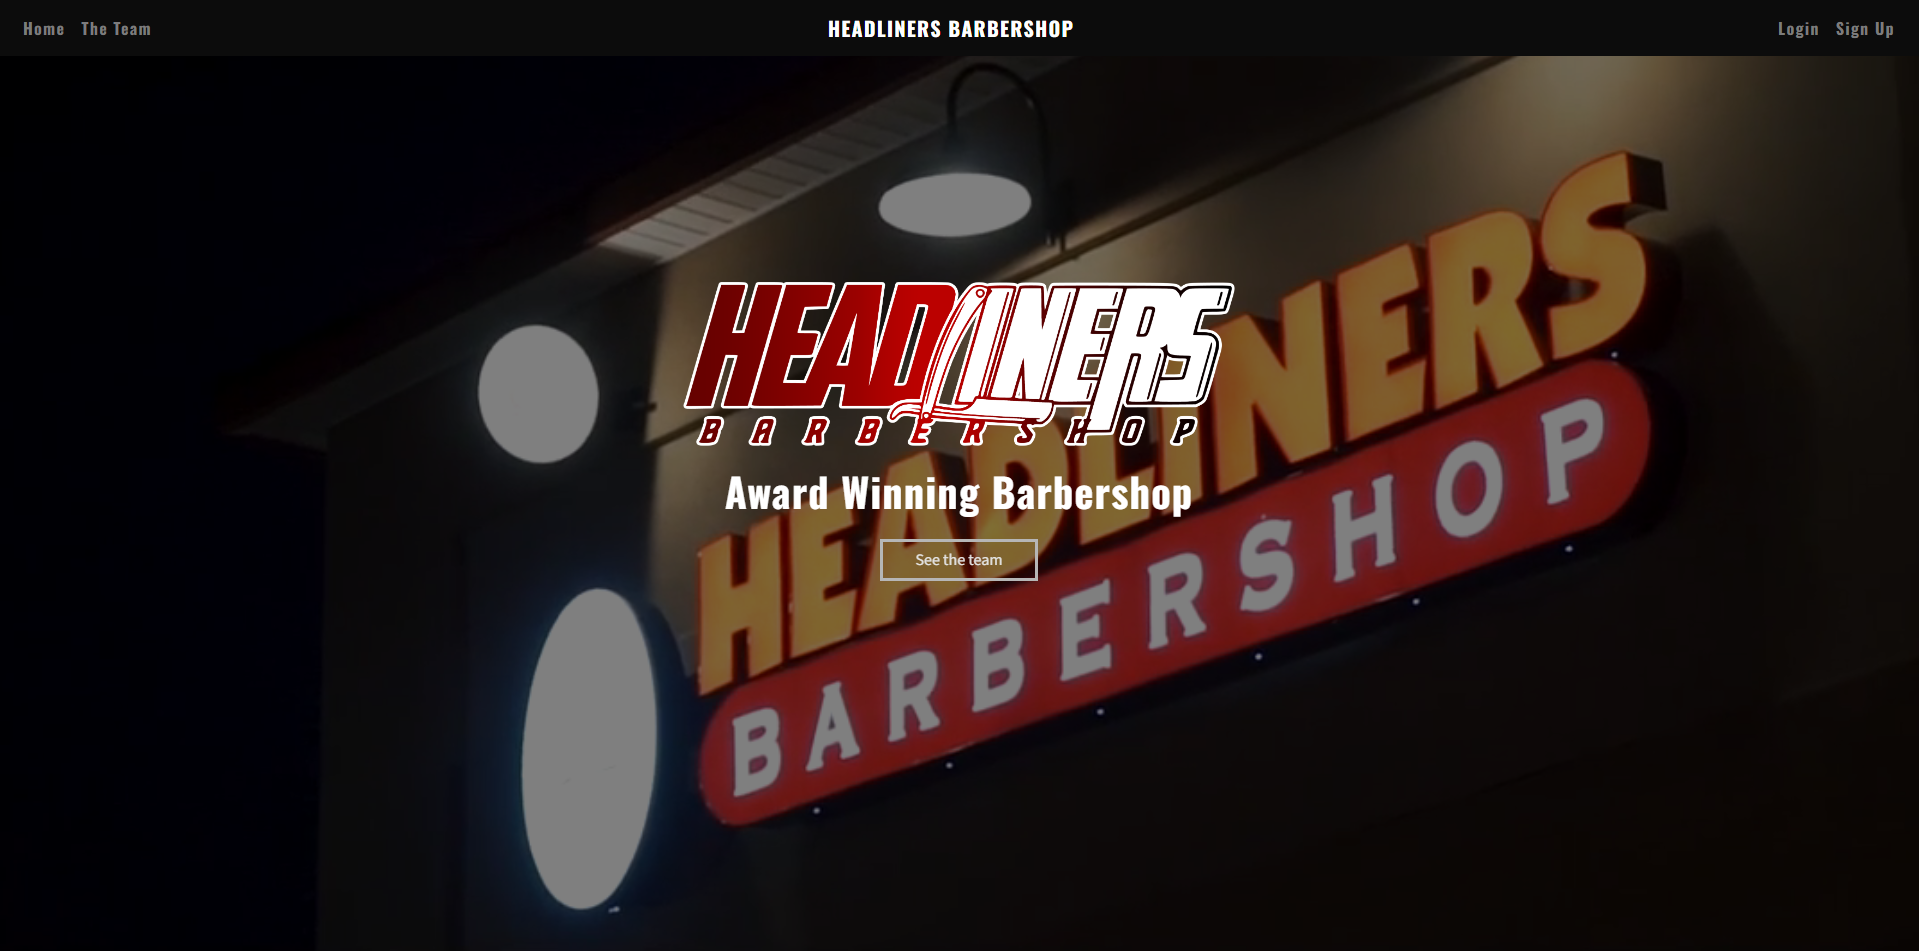 Home The Team HEADLINERS BARBERSHOP Login Sign Up
HEADLINERS
BARBERSHOP
Award Winning Barbershop
See the team
HEADLINERS
BARBERSHOP